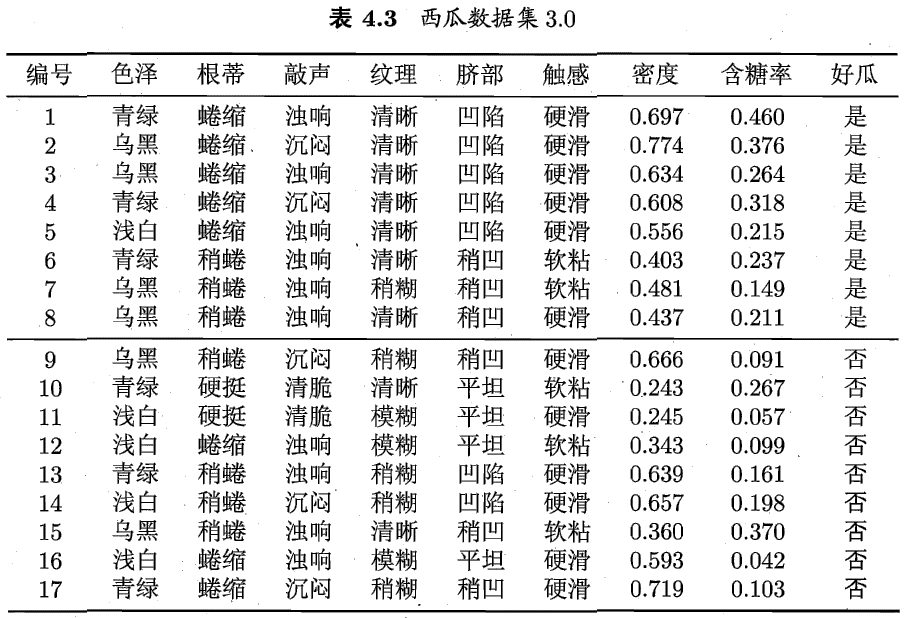 表 4.3 西瓜数据集 3.0
编号 色泽 根蒂 敲声 纹理 脐部 触感 密度 含糖率 好瓜
1 青绿 蜷缩 浊响 清晰 凹陷 硬滑 0.697 0.460 是
2 乌黑 蜷缩 沉闷 清晰 凹陷 硬滑 0.774 0.376 是
3 乌黑 蜷缩 浊响 清晰 凹陷 硬滑 0.634 0.264 是
4 青绿 蜷缩 沉闷 清晰 凹陷 硬滑 0.608 0.318 是
5 浅白 蜷缩 浊响 清晰 凹陷 硬滑 0.556 0.215 是
6 青绿 稍蜷 浊响 清晰 稍凹 软粘 0.403 0.237 是
7 乌黑 稍蜷 浊响 稍糊 稍凹 软粘 0.481 0.149 是
8 乌黑 稍蜷 浊响 清晰 稍凹 硬滑 0.437 0.211 是
9 乌黑 稍蜷 沉闷 稍糊 稍凹 硬滑 0.666 0.091 否
10 青绿 硬挺 清脆 清晰 平坦 软粘 0.243 0.267 否
11 浅白 硬挺 清脆 模糊 平坦 硬滑 0.245 0.057 否
12 浅白 蜷缩 浊响 模糊 平坦 软粘 0.343 0.099 否
13 青绿 稍蜷 浊响 稍糊 凹陷 硬滑 0.639 0.161 否
14 浅白 稍蜷 沉闷 稍糊 凹陷 硬滑 0.657 0.198 否
15 乌黑 稍蜷 浊响 清晰 稍凹 软粘 0.360 0.370 否
16 浅白 蜷缩 浊响 模糊 平坦 硬滑 0.593 0.042 否
17 青绿 蜷缩 沉闷 稍糊 稍凹 硬滑 0.719 0.103 否